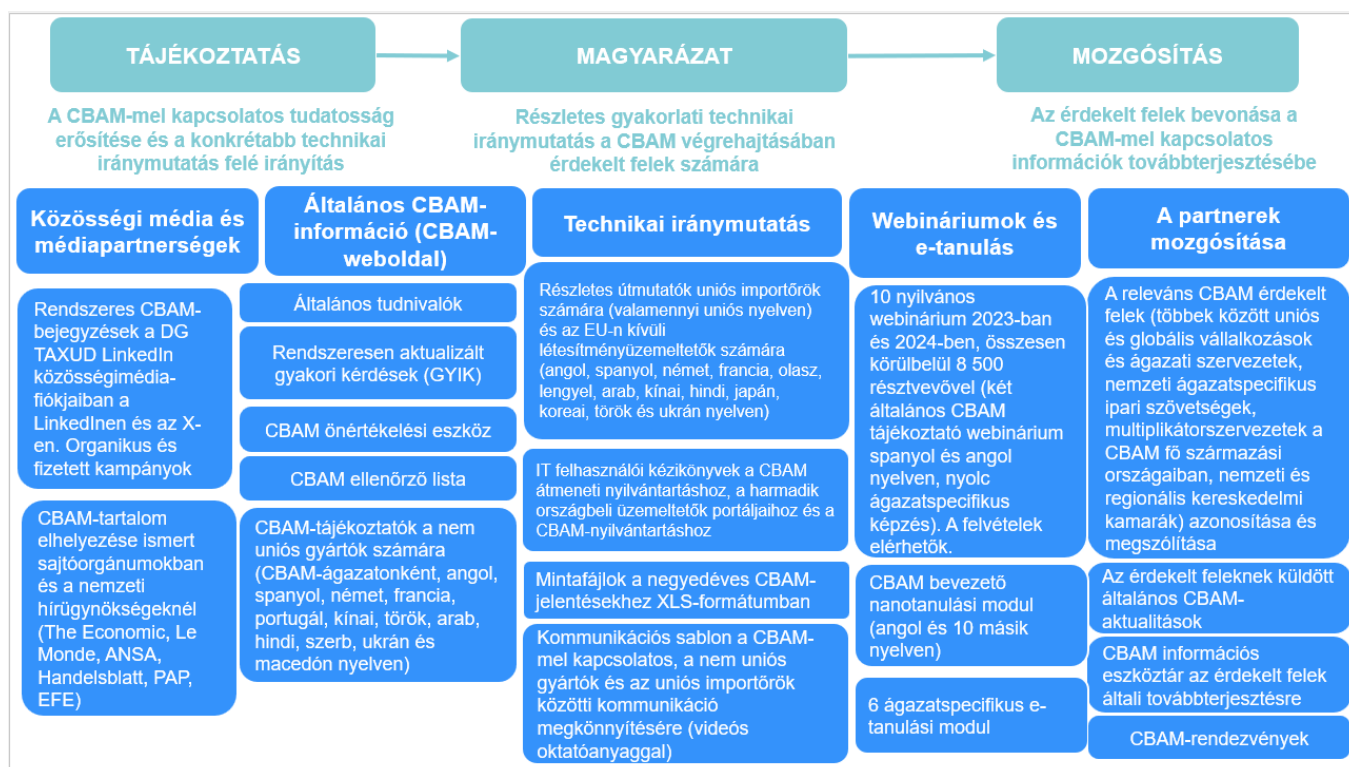 TÁJÉKOZTATÁS
MAGYARÁZAT
MOZGÓSÍTÁS
A CBAM-mel kapcsolatos tudatosság
erősítése és a konkrétabb technikai
iránymutatás felé irányítás
Részletes gyakorlati technikai
iránymutatás a CBAM végrehajtásában
érdekelt felek számára
Az érdekelt felek bevonása a
CBAM-mel kapcsolatos
információk továbbterjesztésébe
Közösségi média és
médiapartnerségek
Rendszeres CBAM-
bejegyzések a DG
TAXUD LinkedIn
közösségimédia-
fiókjaiban a
LinkedInen és az X-
en. Organikus és
fizetett kampányok
CBAM-tartalom
elhelyezése ismert
sajtóorgánumokban
és a nemzeti
hírügynökségeknél
(The Economic, Le
Monde, ANSA,
Handelsblatt, PAP,
EFE)
Általános CBAM-
információ (CBAM-
weboldal)
Általános tudnivalók
Rendszeresen aktualizált
gyakori kérdések (GYIK)
CBAM önértékelési eszköz
CBAM ellenőrző lista
CBAM-tájékoztatók a nem
uniós gyártók számára
(CBAM-ágazatonként, angol,
spanyol, német, francia,
portugál, kínai, török, arab,
hindi, szerb, ukrán és
macedón nyelven)
Technikai iránymutatás
Részletes útmutatók uniós importőrök
számára (valamennyi uniós nyelven)
és az EU-n kívüli
létesítményüzemeltetők számára
(angol, spanyol, német, francia, olasz,
lengyel, arab, kínai, hindi, japán,
koreai, török és ukrán nyelven)
IT felhasználói kézikönyvek a CBAM
átmeneti nyilvántartáshoz, a harmadik
országbeli üzemeltetők portáljaihoz és a
CBAM-nyilvántartáshoz
Mintafájlok a negyedéves CBAM-
jelentésekhez XLS-formátumban
Kommunikációs sablon a CBAM-
mel kapcsolatos, a nem uniós
gyártók és az uniós importőrök
közötti kommunikáció
megkönnyítésére (videós
oktatóanyaggal)
Webináriumok és
e-tanulás
10 nyilvános
webinárium 2023-ban
és 2024-ben, összesen
körülbelül 8 500
résztvevővel (két
általános CBAM
tájékoztató webinárium
spanyol és angol
nyelven, nyolc
ágazatspecifikus
képzés). A felvételek
elérhetők.
CBAM bevezető
nanotanulási modul
(angol és 10 másik
nyelven)
6 ágazatspecifikus e-
tanulási modul
A partnerek
mozgósítása
A releváns CBAM érdekelt
felek (többek között uniós
és globális vállalkozások
és ágazati szervezetek,
nemzeti ágazatspecifikus
ipari szövetségek,
multiplikátorszervezetek a
CBAM fő származási
országaiban, nemzeti és
regionális kereskedelmi
kamarák) azonosítása és
megszólítása
Az érdekelt feleknek küldött
általános CBAM-
aktualitások
CBAM információs
eszköztár az érdekelt felek
általi továbbterjesztésre
CBAM-rendezvények